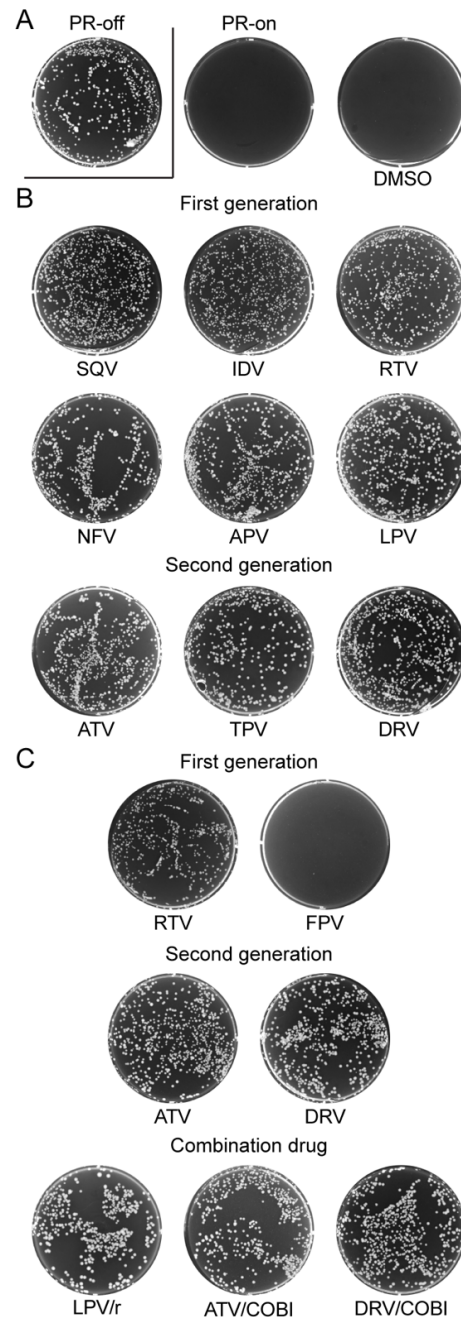 A
PR-off PR-on
DMSO
B
First generation
SQV IDV RTV
NFV APV LPV
Second generation
ATV TPV DRV
C
First generation
RTV FPV
Second generation
ATV DRV
Combination drug
LPV/r ATV/COBI DRV/COBI